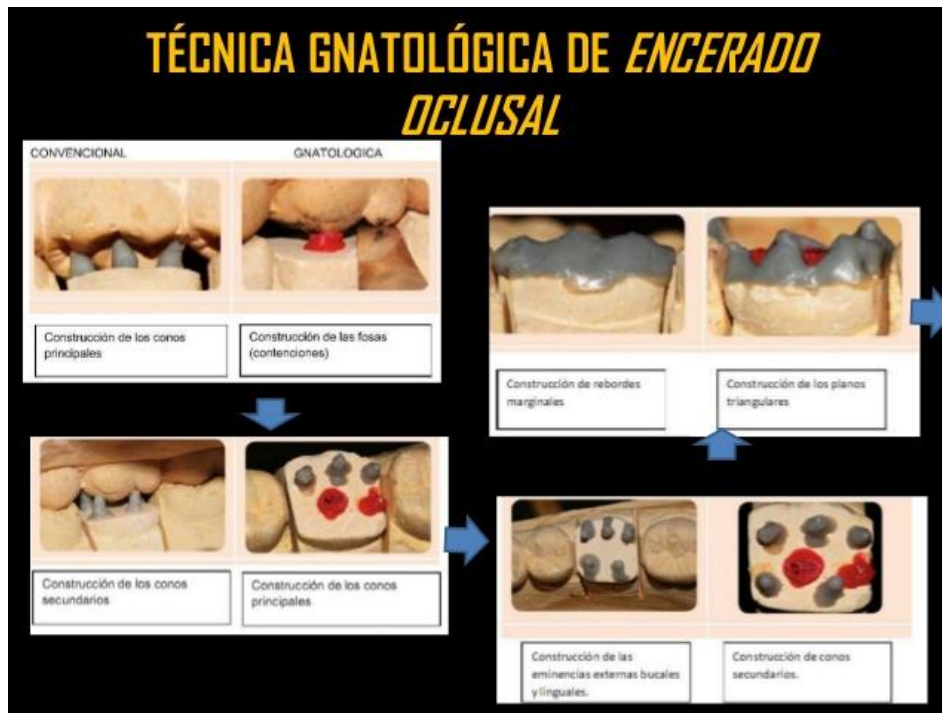 TÉCNICA GNATOLÓGICA DE ENCERADO
OCLUSAL
CONVENCIONAL
GNATOLOGICA
Construcción de los conos
principales
Construcción de las fosas
(contenciones)
Construcción de los conos
secundarios
Construcción de los conos
principales
Construcción de las
eminencias externas bucales
y linguales.
Construcción de conos
secundarios.
Construcción de rebordes
marginales
Construcción de los planos
triangulares